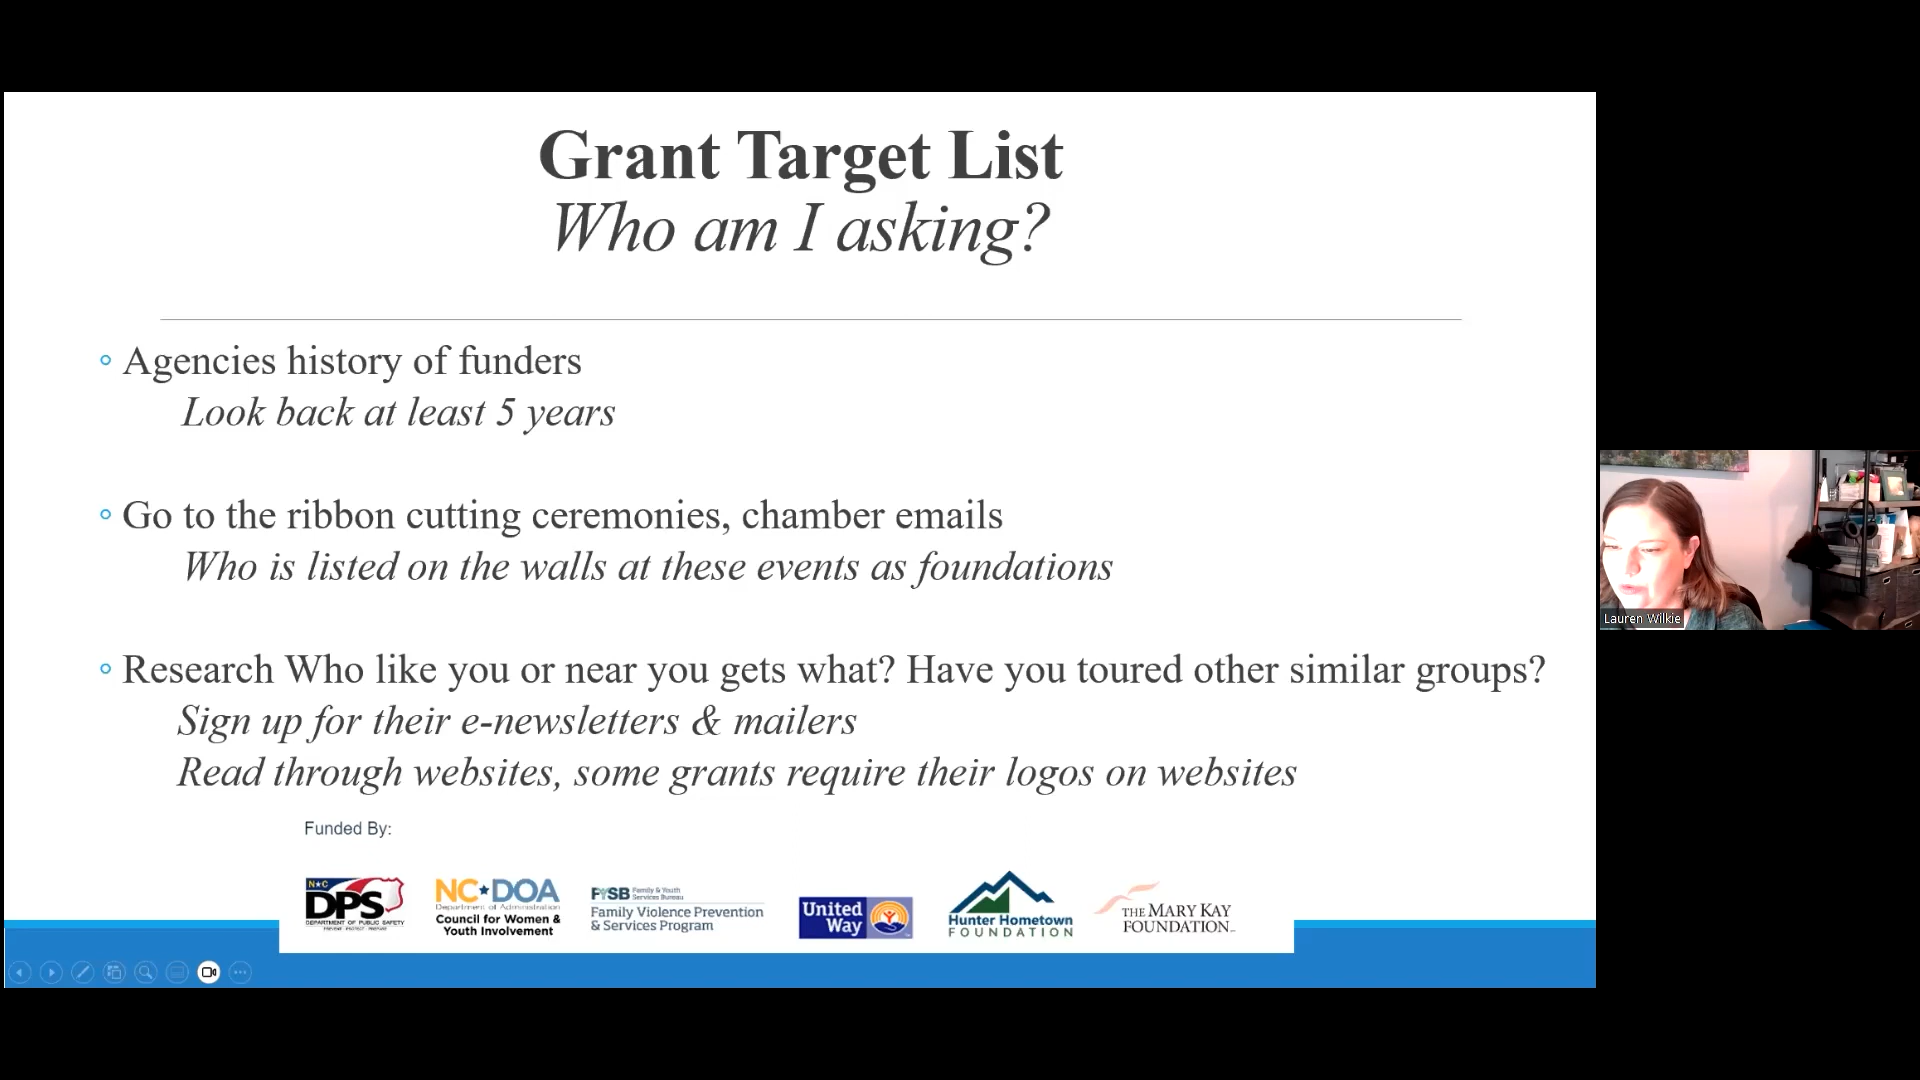 Grant Target List
Who am I asking?
Agencies history of funders
Look back at least 5 years
Go to the ribbon cutting ceremonies, chamber emails
Who is listed on the walls at these events as foundations
Research Who like you or near you gets what? Have you toured other similar groups?
Sign up for their e-newsletters & mailers
Read through websites, some grants require their logos on websites
Funded By:
N★C
DPS
DEPARTMENT OF PUBLIC SAFETY
PREVENT · PROTECT · PREPARE
NC★DOA
Department of Administration
Council for Women &
Youth Involvement
FYSB Family & Youth
Services Bureau
Family Violence Prevention
& Services Program
United
Way
Hunter Hometown
FOUNDATION
THE MARY KAY
FOUNDATION
Lauren Wilkie